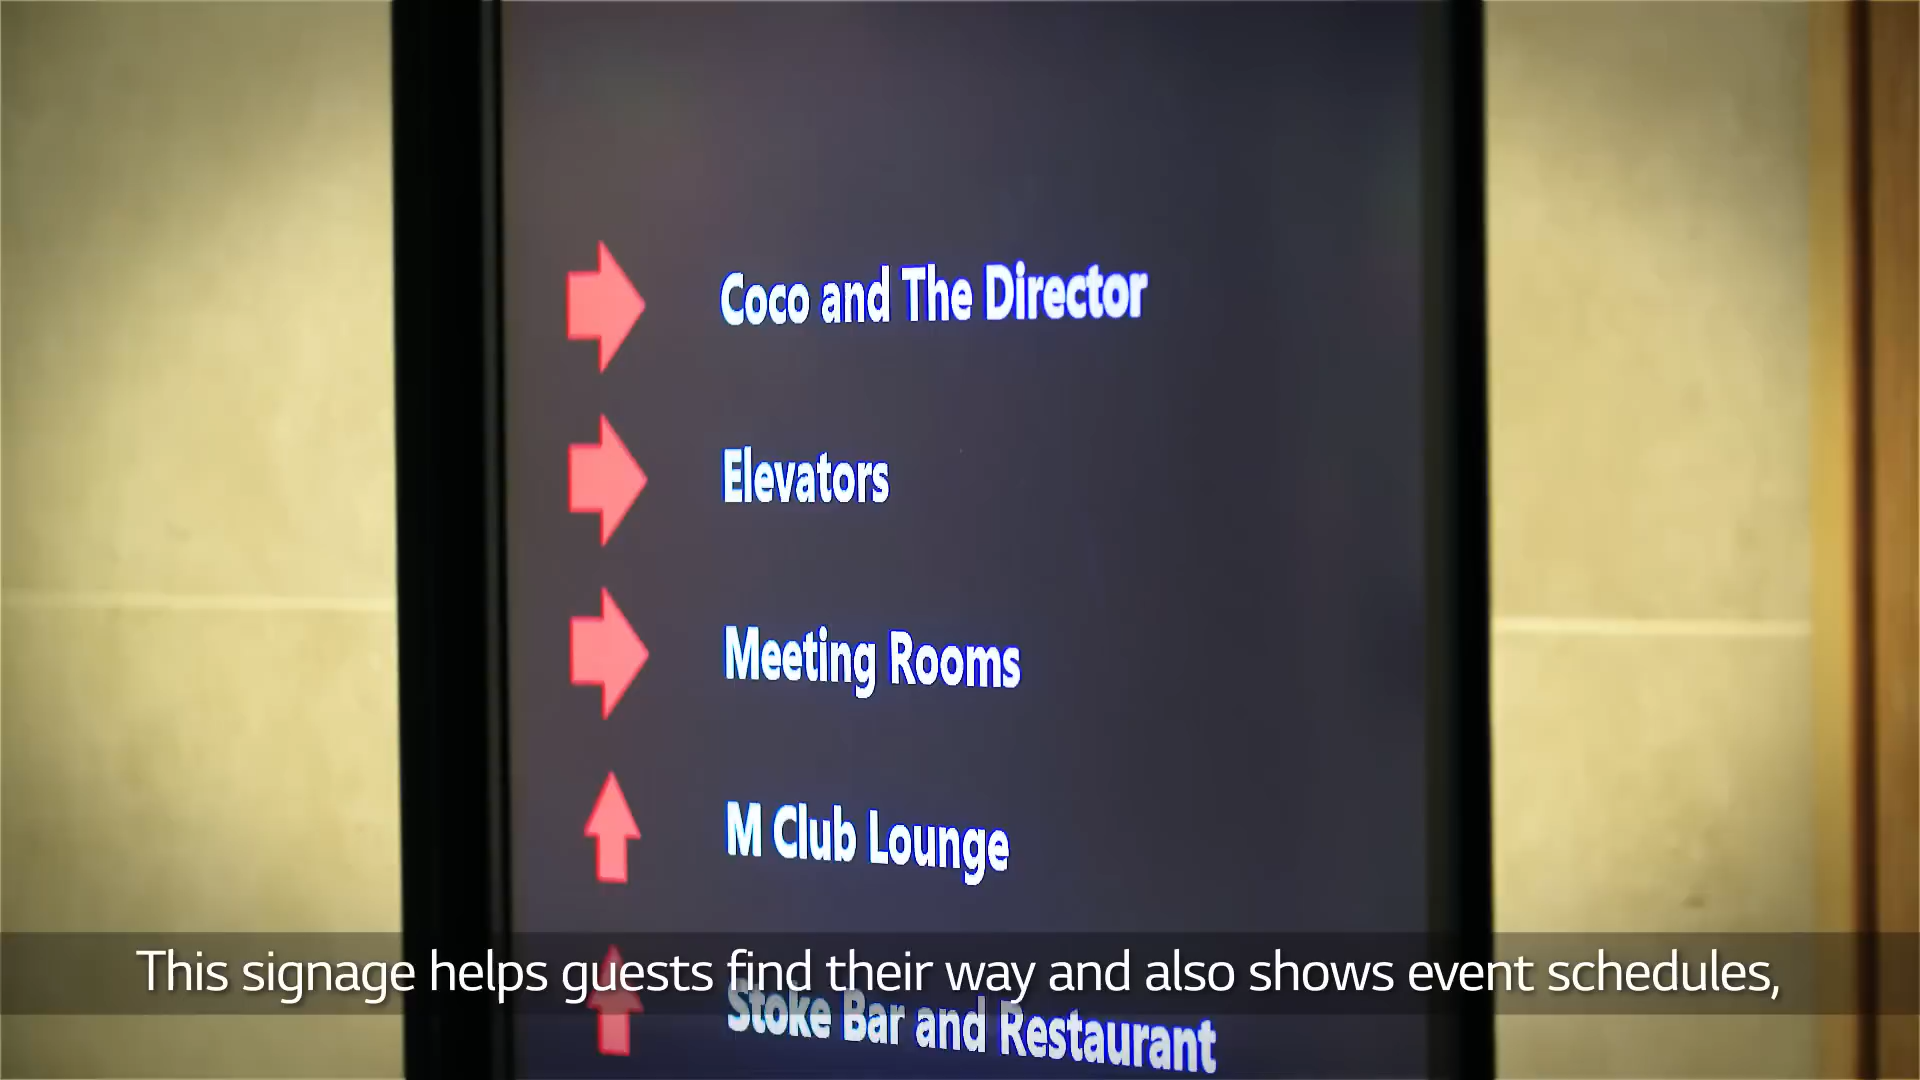 Coco and The Director
Elevators
Meeting Rooms
M Club Lounge
This signage helps guests find their way and also shows event schedules,
Stoke Bar and Restaurant